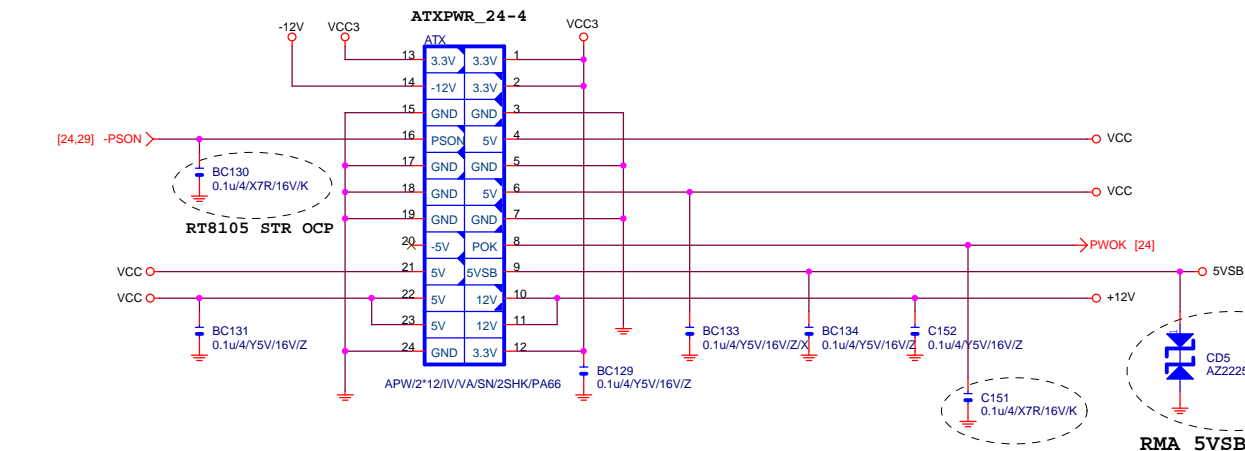 ATXPWR_24-4
-12V VCC3 VCC3
ATX
13 3.3V 3.3V 1
14 -12V 3.3V 2
15 GND GND 3
[24,29] -PSON 16 PSON 5V 4 VCC
17 GND GND 5
BC130
0.1u/4/X7R/16V/K
18 GND 5V 6 VCC
19 GND GND 7
RT8105 STR OCP
20 -5V POK 8 PWOK [24]
VCC 21 5V 5VSB 9 5VSB
VCC 22 5V 12V 10 +12V
23 5V 12V 11
BC131
0.1u/4/Y5V/16V/Z
BC133
0.1u/4/Y5V/16V/Z/X
BC134
0.1u/4/Y5V/16V/Z
C152
0.1u/4/Y5V/16V/Z
24 GND 3.3V 12
CD5
AZ2225
BC129
0.1u/4/Y5V/16V/Z
APW/2*12/IV/VA/SN/2SHK/PA66
C151
0.1u/4/X7R/16V/K
RMA 5VSB